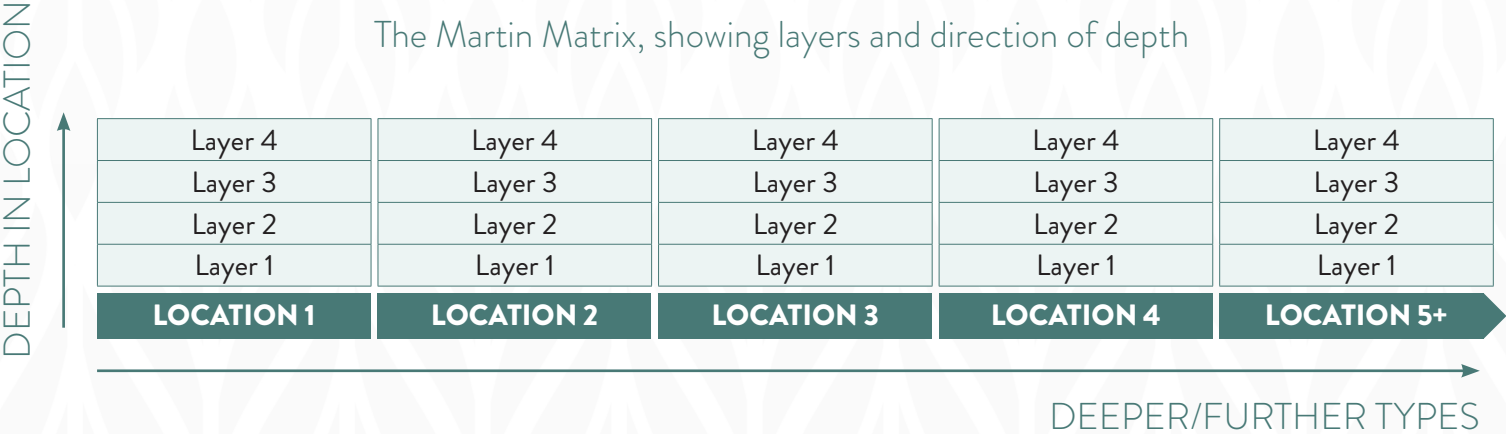 The Martin Matrix, showing layers and direction of depth
DEPTH IN LOCATION
Layer 4 Layer 4 Layer 4 Layer 4 Layer 4
Layer 3 Layer 3 Layer 3 Layer 3 Layer 3
Layer 2 Layer 2 Layer 2 Layer 2 Layer 2
Layer 1 Layer 1 Layer 1 Layer 1 Layer 1
LOCATION 1 LOCATION 2 LOCATION 3 LOCATION 4 LOCATION 5+
DEEPER/FURTHER TYPES